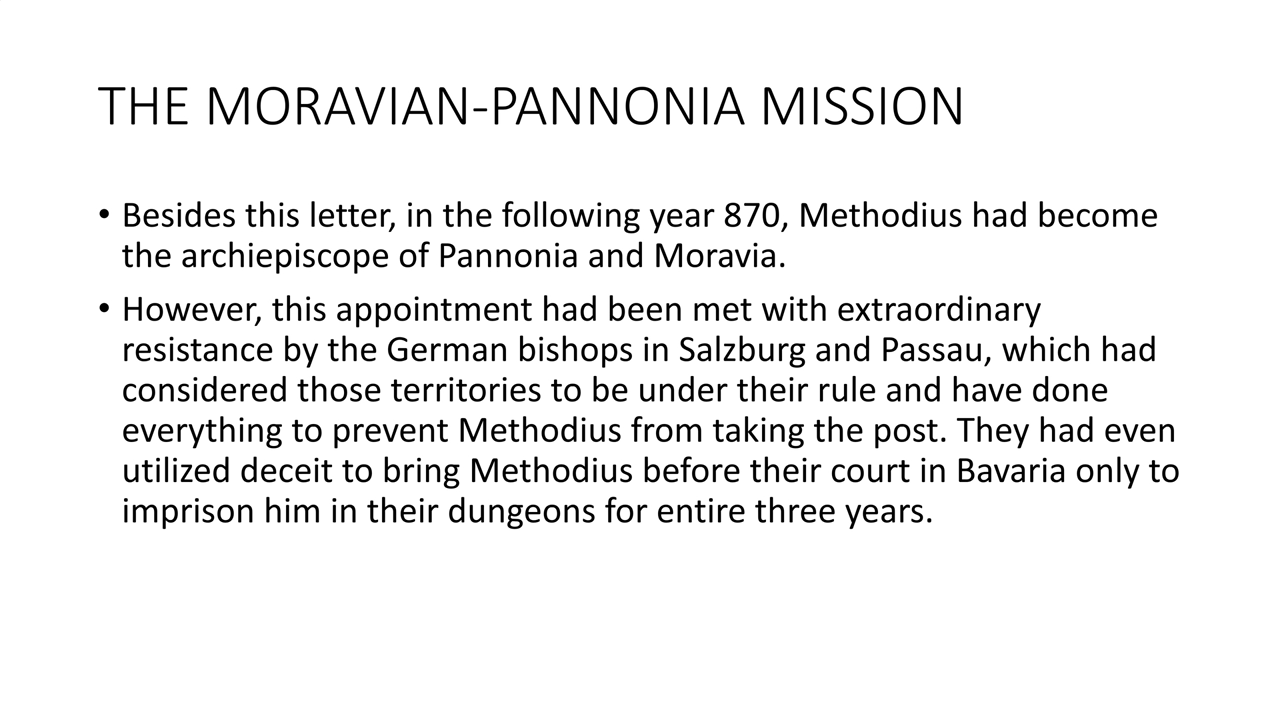 THE MORAVIAN-PANNONIA MISSION
• Besides this letter, in the following year 870, Methodius had become
the archiepiscope of Pannonia and Moravia.
• However, this appointment had been met with extraordinary
resistance by the German bishops in Salzburg and Passau, which had
considered those territories to be under their rule and have done
everything to prevent Methodius from taking the post. They had even
utilized deceit to bring Methodius before their court in Bavaria only to
imprison him in their dungeons for entire three years.